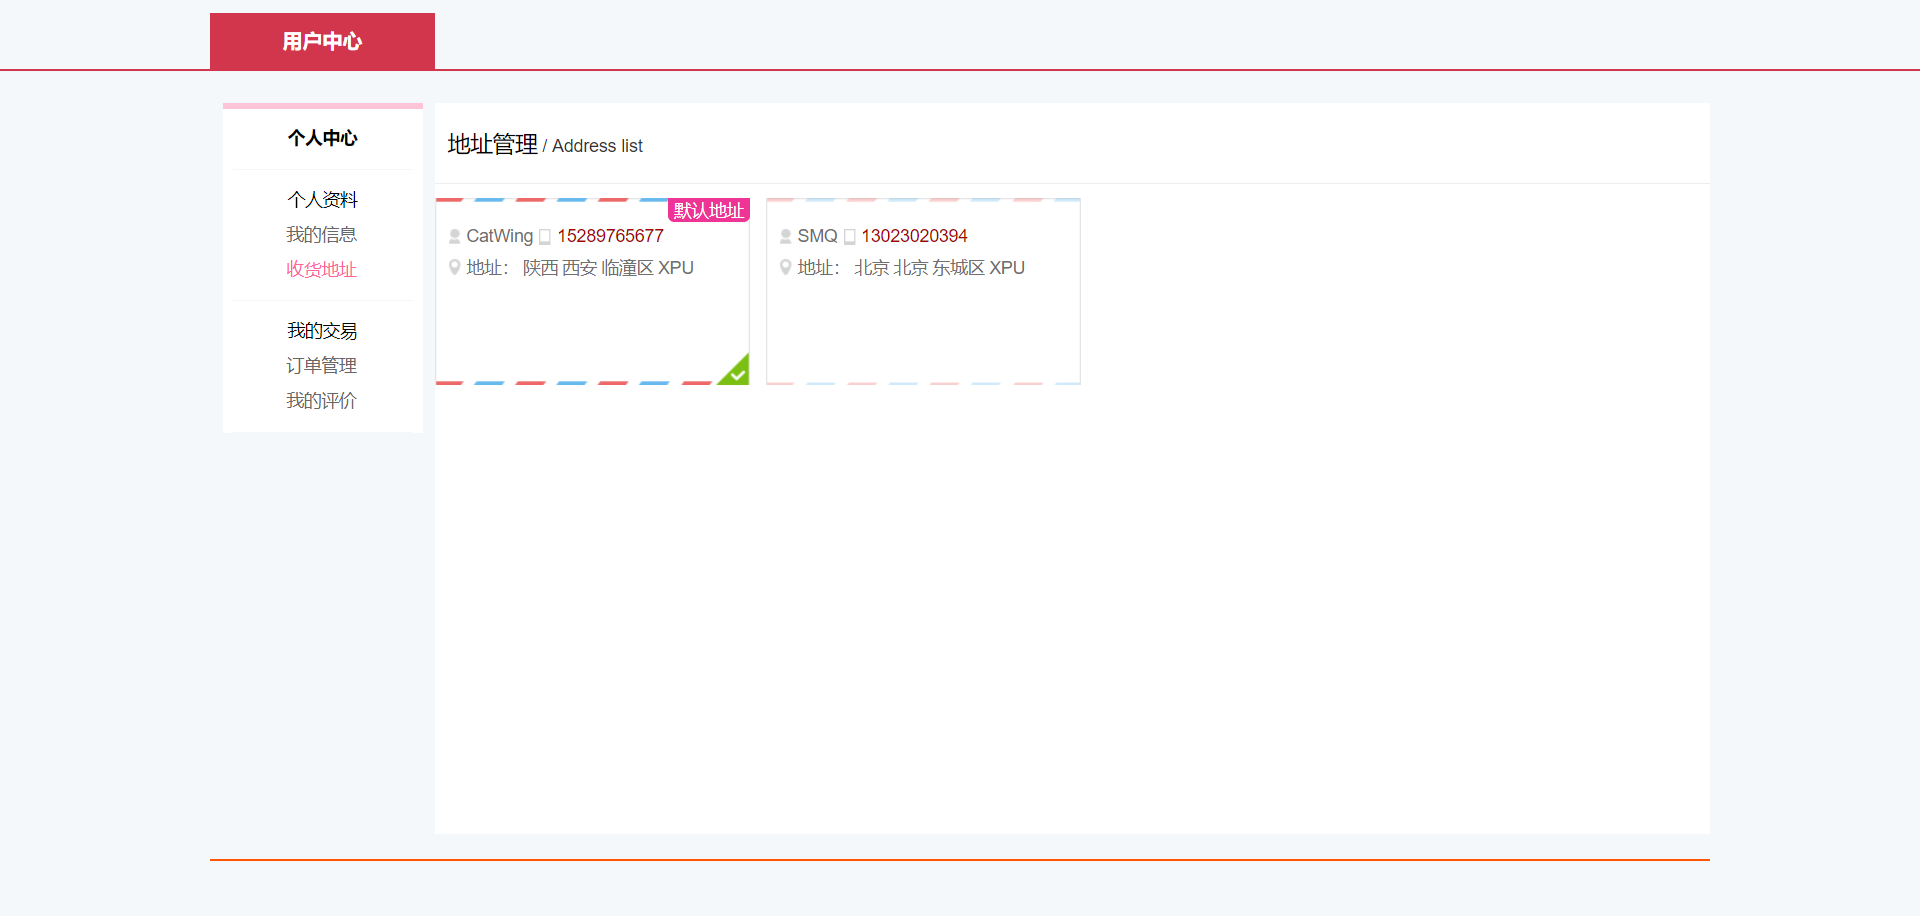 用户中心
个人中心
个人资料
我的信息
收货地址
我的交易
订单管理
我的评价
地址管理 / Address list
默认地址
CatWing 15289765677
地址： 陕西 西安 临潼区 XPU
SMQ 13023020394
地址： 北京 北京 东城区 XPU